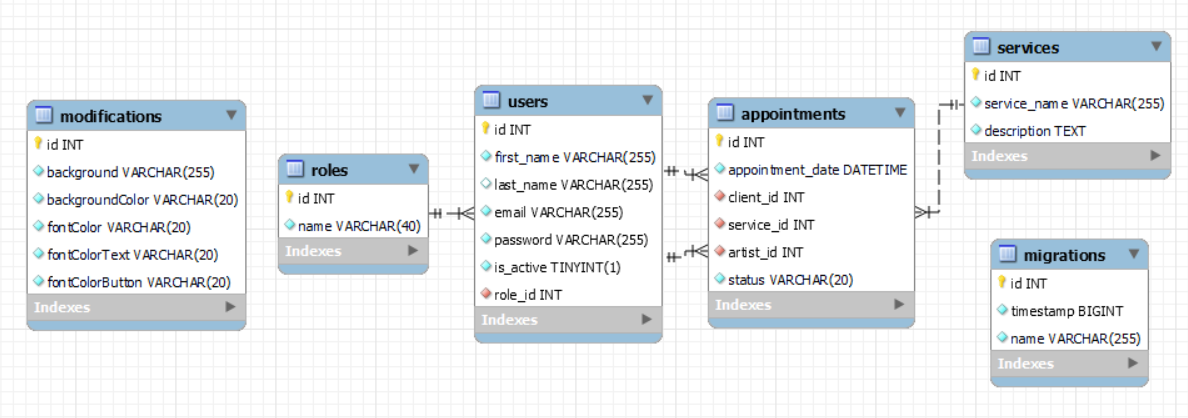 modifications
id INT
background VARCHAR(255)
backgroundColor VARCHAR(20)
fontColor VARCHAR(20)
fontColorText VARCHAR(20)
fontColorButton VARCHAR(20)
Indexes
roles
id INT
name VARCHAR(40)
Indexes
users
id INT
first_name VARCHAR(255)
last_name VARCHAR(255)
email VARCHAR(255)
password VARCHAR(255)
is_active TINYINT(1)
role_id INT
Indexes
appointments
id INT
appointment_date DATETIME
client_id INT
service_id INT
artist_id INT
status VARCHAR(20)
Indexes
services
id INT
service_name VARCHAR(255)
description TEXT
Indexes
migrations
id INT
timestamp BIGINT
name VARCHAR(255)
Indexes